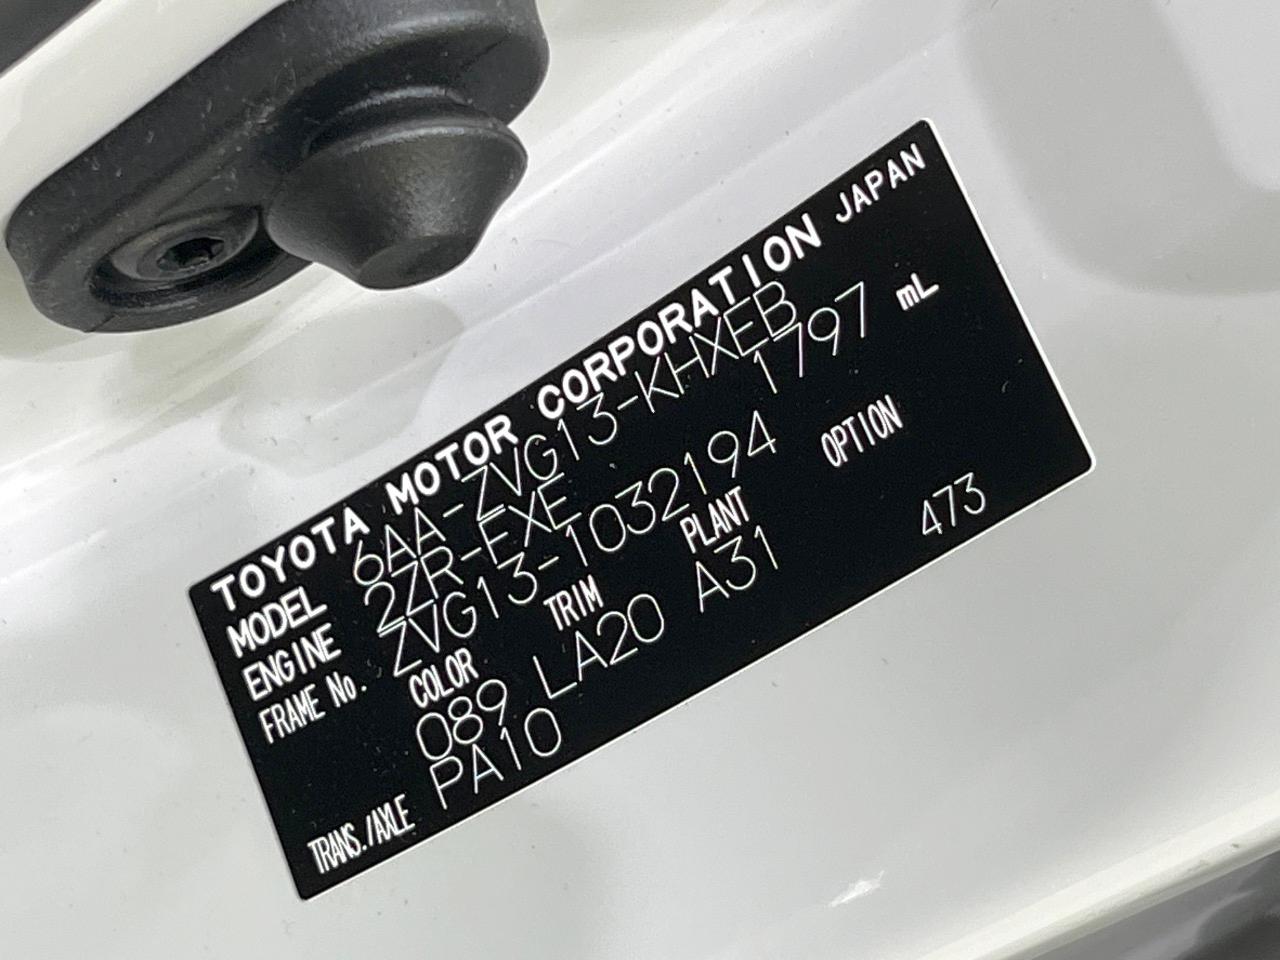 TOYOTA MOTOR CORPORATION JAPAN
MODEL 6AA-ZVG13-KHXEB
ENGINE 2ZR-FXE 1797 mL
FRAME No. ZVG13-1032194
COLOR TRIM PLANT OPTION
089 LA20 A31 473
TRANS./AXLE PA10